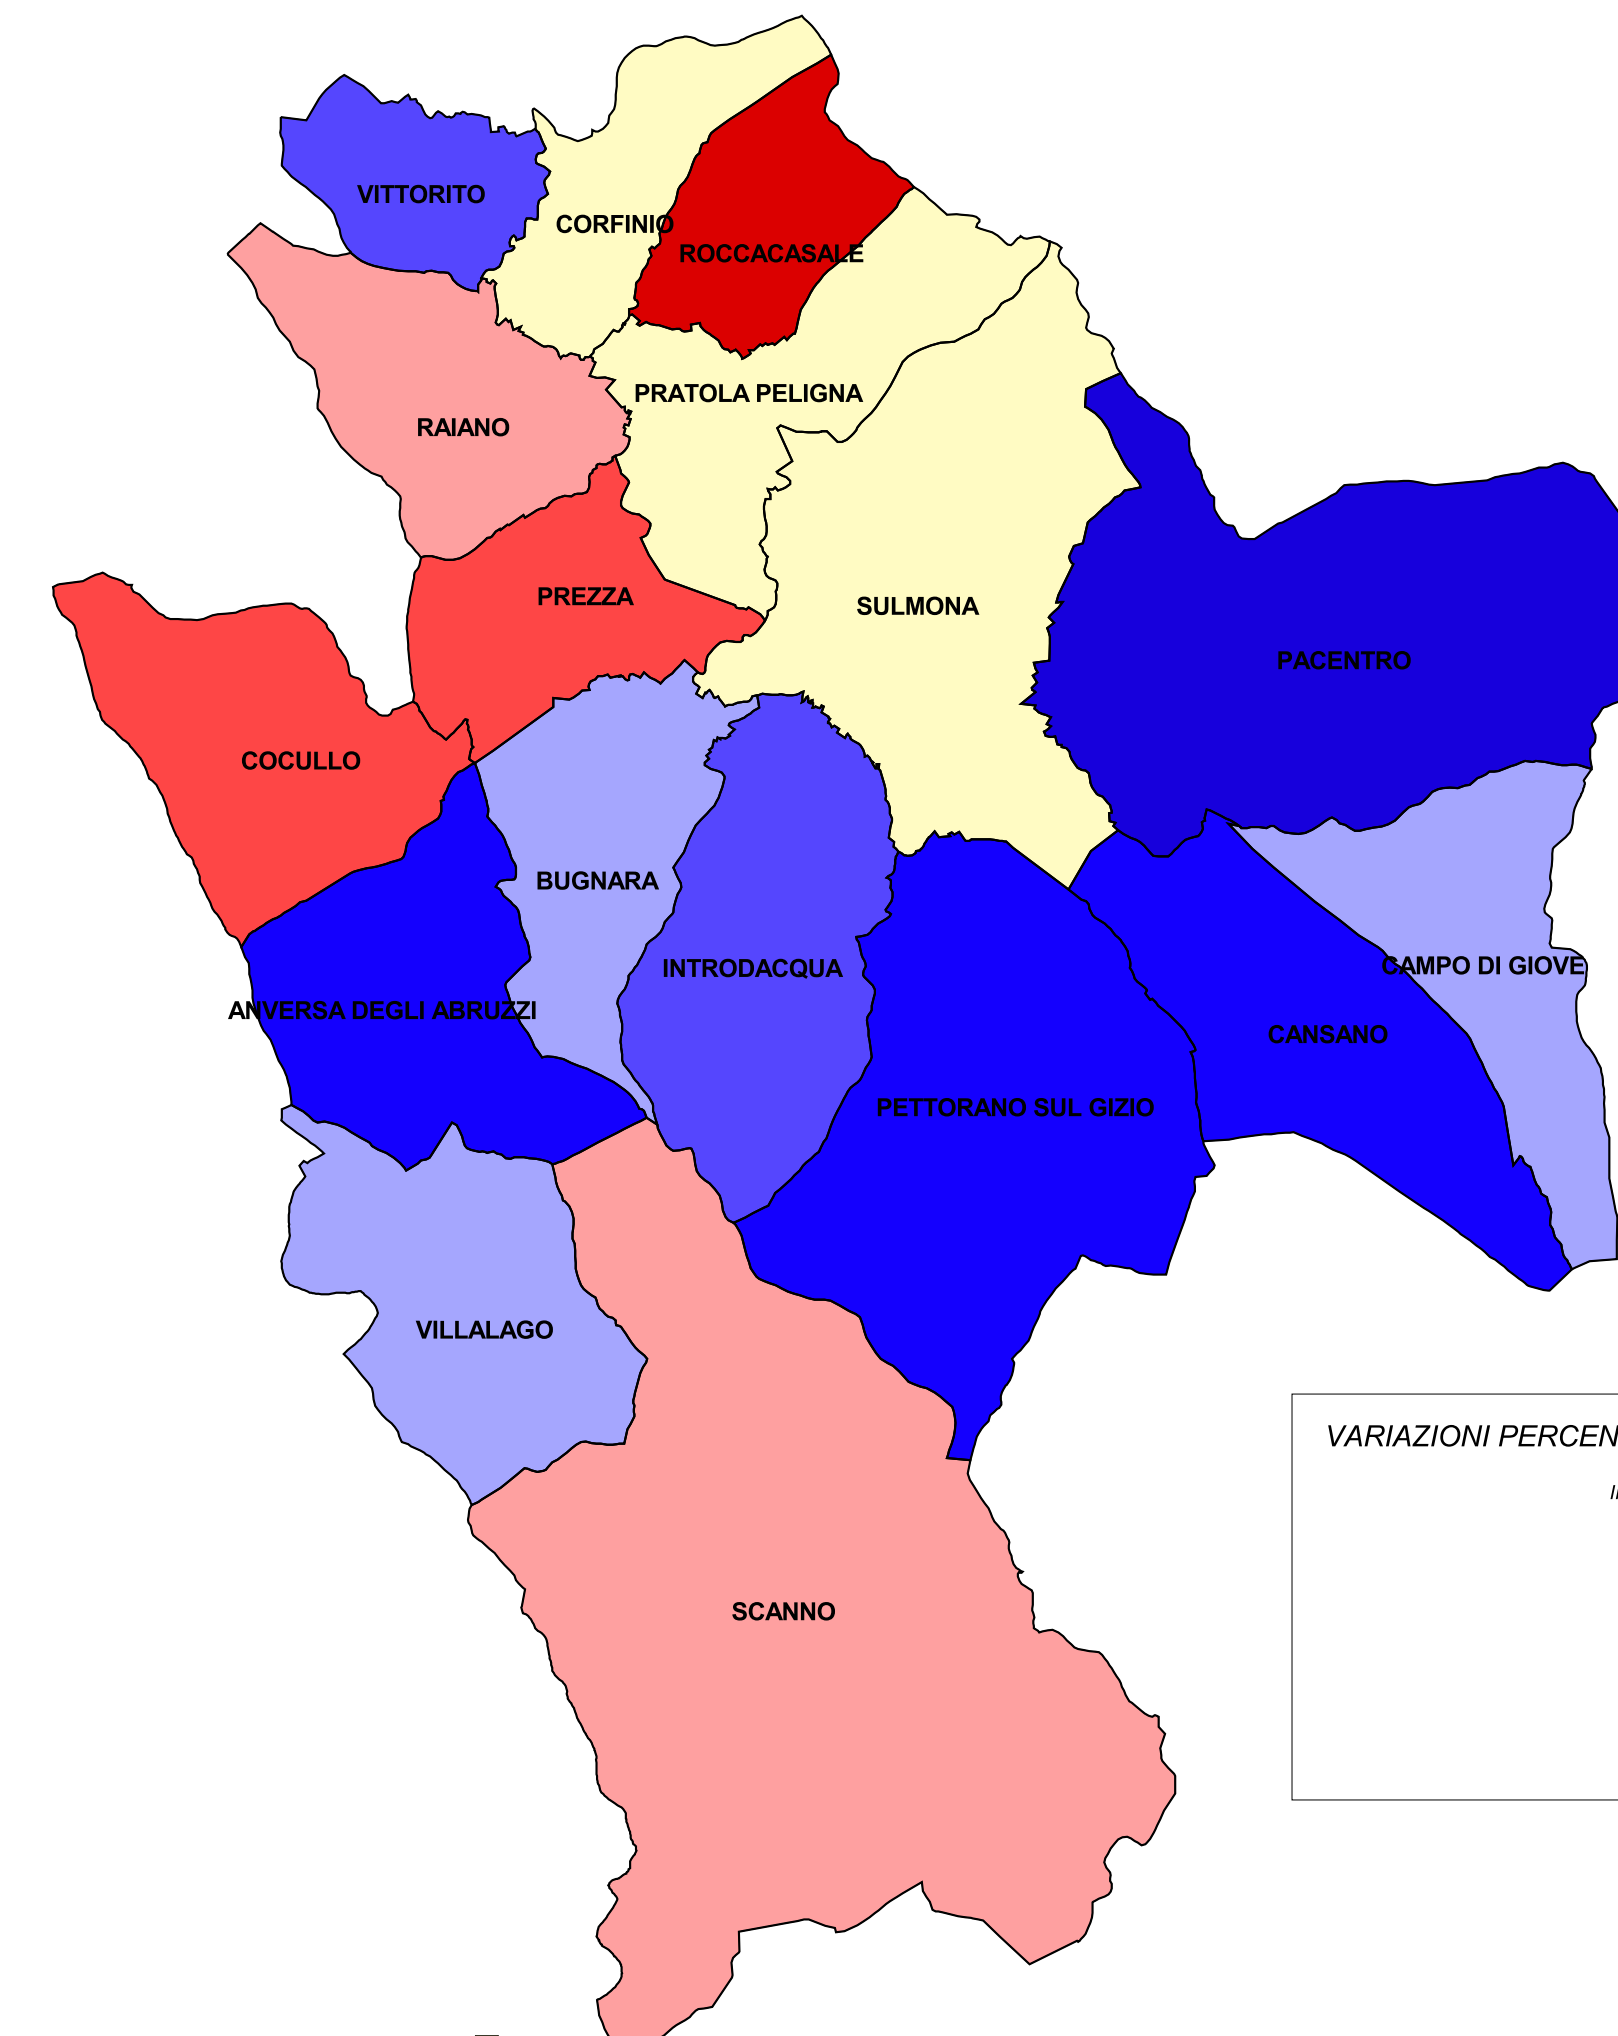 VITTORITO
CORFINIO
ROCCACASALE
PRATOLA PELIGNA
RAIANO
PREZZA
SULMONA
PACENTRO
COCULLO
BUGNARA
INTRODACQUA
CAMPO DI GIOVE
ANVERSA DEGLI ABRUZZI
CANSANO
PETTORANO SUL GIZIO
VILLALAGO
VARIAZIONI PERCEN
SCANNO